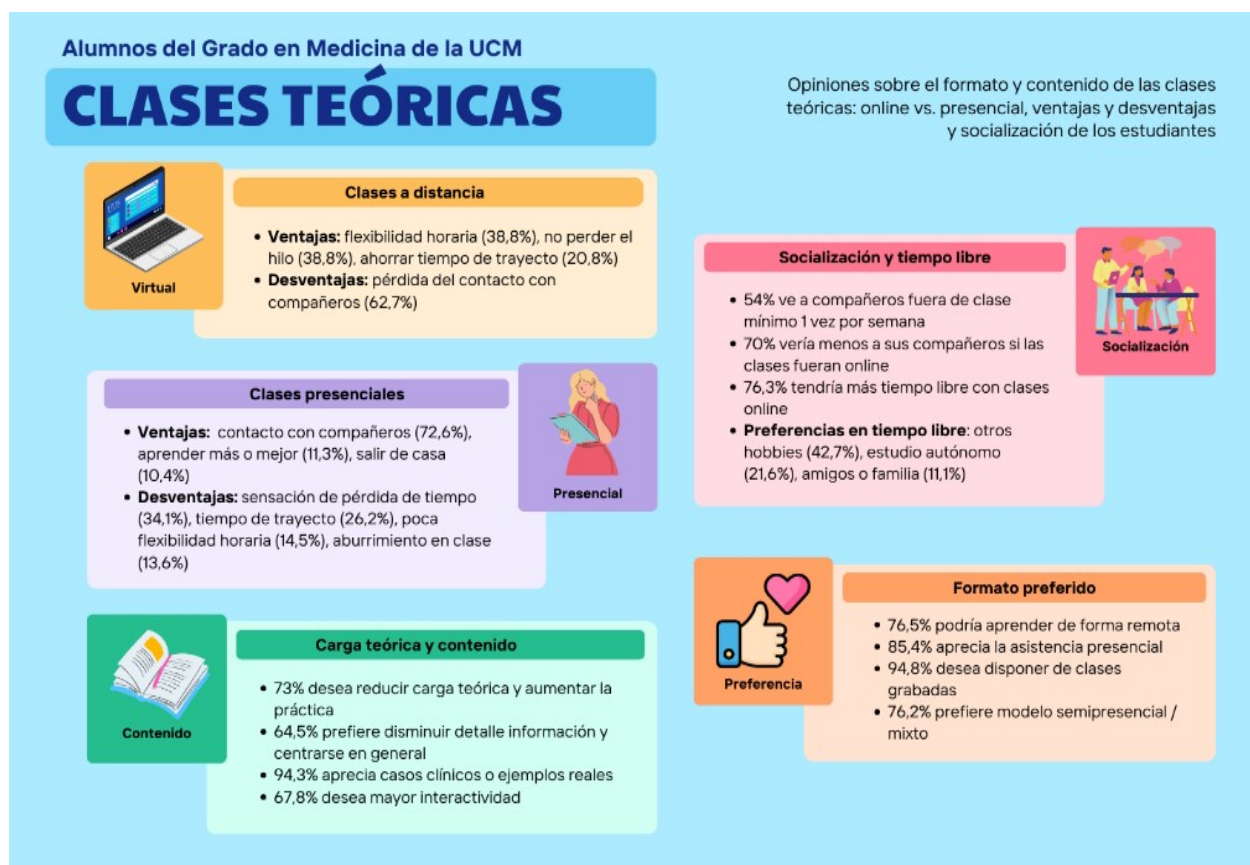 Alumnos del Grado en Medicina de la UCM
CLASES TEÓRICAS
Opiniones sobre el formato y contenido de las clases
teóricas: online vs. presencial, ventajas y desventajas
y socialización de los estudiantes
Virtual
Clases a distancia
• Ventajas: flexibilidad horaria (38,8%), no perder el
hilo (38,8%), ahorrar tiempo de trayecto (20,8%)
• Desventajas: pérdida del contacto con
compañeros (62,7%)
Clases presenciales
• Ventajas: contacto con compañeros (72,6%),
aprender más o mejor (11,3%), salir de casa
(10,4%)
• Desventajas: sensación de pérdida de tiempo
(34,1%), tiempo de trayecto (26,2%), poca
flexibilidad horaria (14,5%), aburrimiento en clase
(13,6%)
Presencial
Contenido
Carga teórica y contenido
• 73% desea reducir carga teórica y aumentar la
práctica
• 64,5% prefiere disminuir detalle información y
centrarse en general
• 94,3% aprecia casos clínicos o ejemplos reales
• 67,8% desea mayor interactividad
Socialización y tiempo libre
• 54% ve a compañeros fuera de clase
mínimo 1 vez por semana
• 70% vería menos a sus compañeros si las
clases fueran online
• 76,3% tendría más tiempo libre con clases
online
• Preferencias en tiempo libre: otros
hobbies (42,7%), estudio autónomo
(21,6%), amigos o familia (11,1%)
Socialización
Preferencia
Formato preferido
• 76,5% podría aprender de forma remota
• 85,4% aprecia la asistencia presencial
• 94,8% desea disponer de clases
grabadas
• 76,2% prefiere modelo semipresencial /
mixto